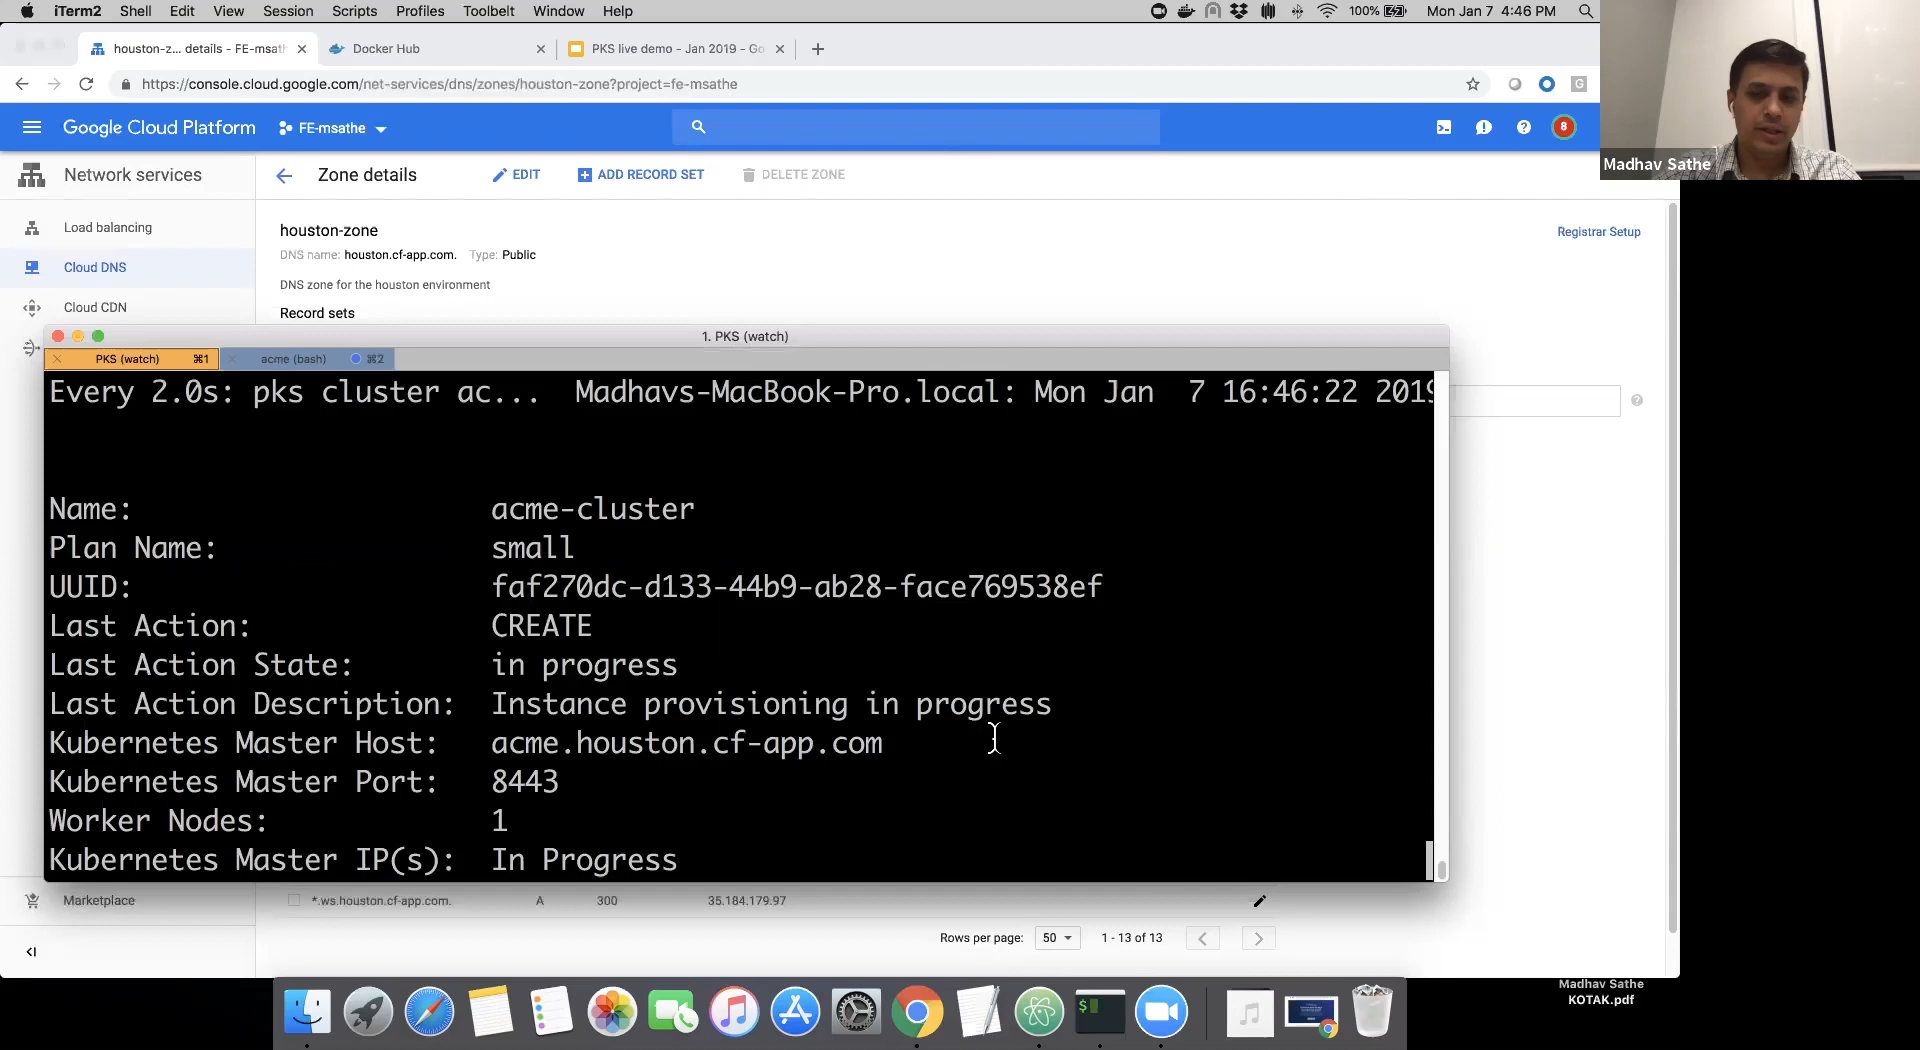 iTerm2 Shell Edit View Session Scripts Profiles Toolbelt Window Help 100% Mon Jan 7 4:46 PM
houston-z... details - FE-msath Docker Hub PKS live demo - Jan 2019 - Go
https://console.cloud.google.com/net-services/dns/zones/houston-zone?project=fe-msathe
Google Cloud Platform FE-msathe 8
Madhav Sathe
Network services Zone details EDIT ADD RECORD SET DELETE ZONE
Load balancing
Cloud DNS
Cloud CDN
houston-zone
Registrar Setup
DNS name: houston.cf-app.com. Type: Public
DNS zone for the houston environment
Record sets
1. PKS (watch)
PKS (watch) ⌘1 acme (bash) ⌘2
Every 2.0s: pks cluster ac... Madhavs-MacBook-Pro.local: Mon Jan 7 16:46:22 2019
Name: acme-cluster
Plan Name: small
UUID: faf270dc-d133-44b9-ab28-face769538ef
Last Action: CREATE
Last Action State: in progress
Last Action Description: Instance provisioning in progress
Kubernetes Master Host: acme.houston.cf-app.com
Kubernetes Master Port: 8443
Worker Nodes: 1
Kubernetes Master IP(s): In Progress
Marketplace
*.ws.houston.cf-app.com. A 300 35.184.179.97
Rows per page: 50 1 - 13 of 13
Madhav Sathe
KOTAK.pdf